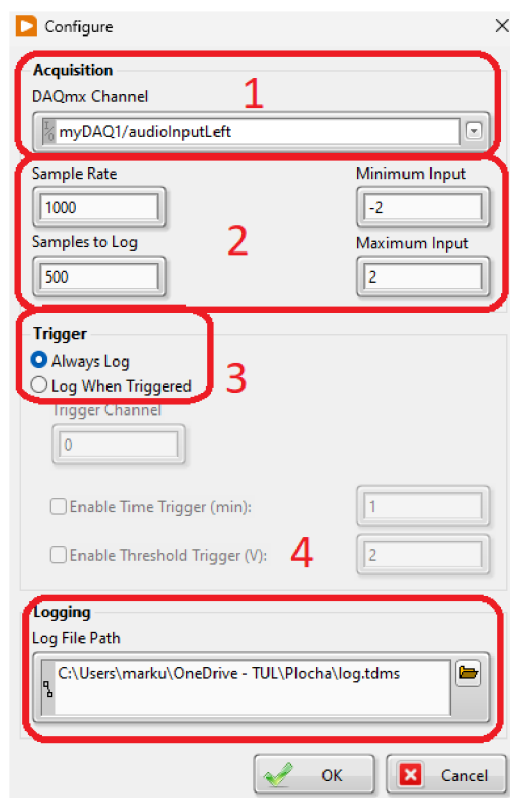 Configure
Acquisition
1
DAQmx Channel
I/O myDAQ1/audioInputLeft
Sample Rate Minimum Input
1000 -2
2
Samples to Log Maximum Input
500 2
Trigger
Always Log
3
Log When Triggered
Trigger Channel
0
Enable Time Trigger (min): 1
Enable Threshold Trigger (V): 4 2
Logging
Log File Path
C:\Users\marku\OneDrive - TUL\Plocha\log.tdms
OK Cancel